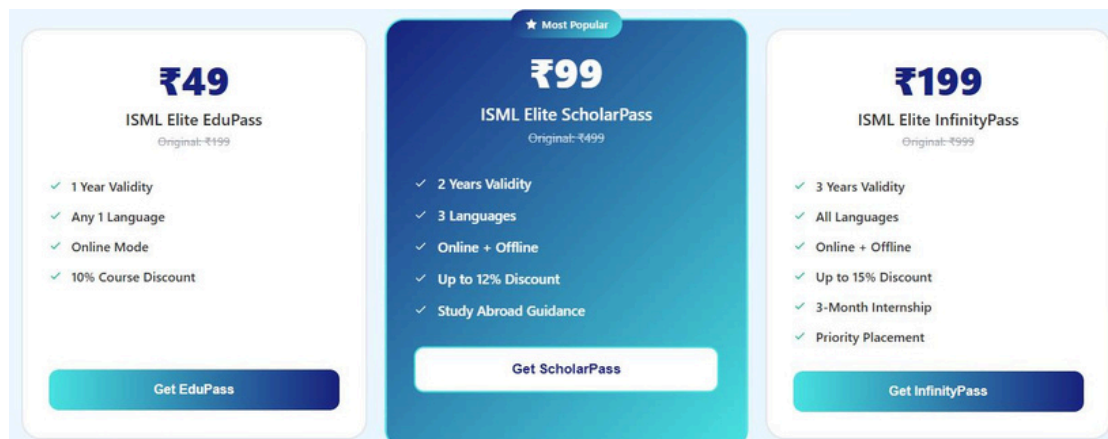 ₹49
ISML Elite EduPass
Original: ₹199
1 Year Validity
Any 1 Language
Online Mode
10% Course Discount
Get EduPass
Most Popular
₹99
ISML Elite ScholarPass
Original: ₹499
2 Years Validity
3 Languages
Online + Offline
Up to 12% Discount
Study Abroad Guidance
Get ScholarPass
₹199
ISML Elite InfinityPass
Original: ₹999
3 Years Validity
All Languages
Online + Offline
Up to 15% Discount
3-Month Internship
Priority Placement
Get InfinityPass